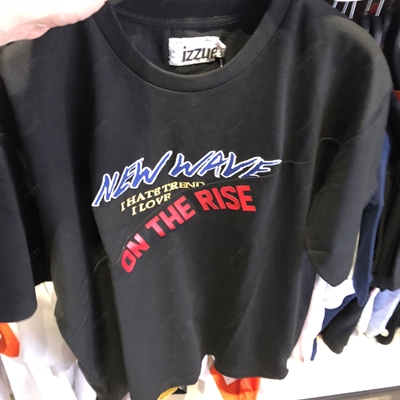 izzue
NEW WAVE
I HATE TREND
I LOVE
ON THE RISE